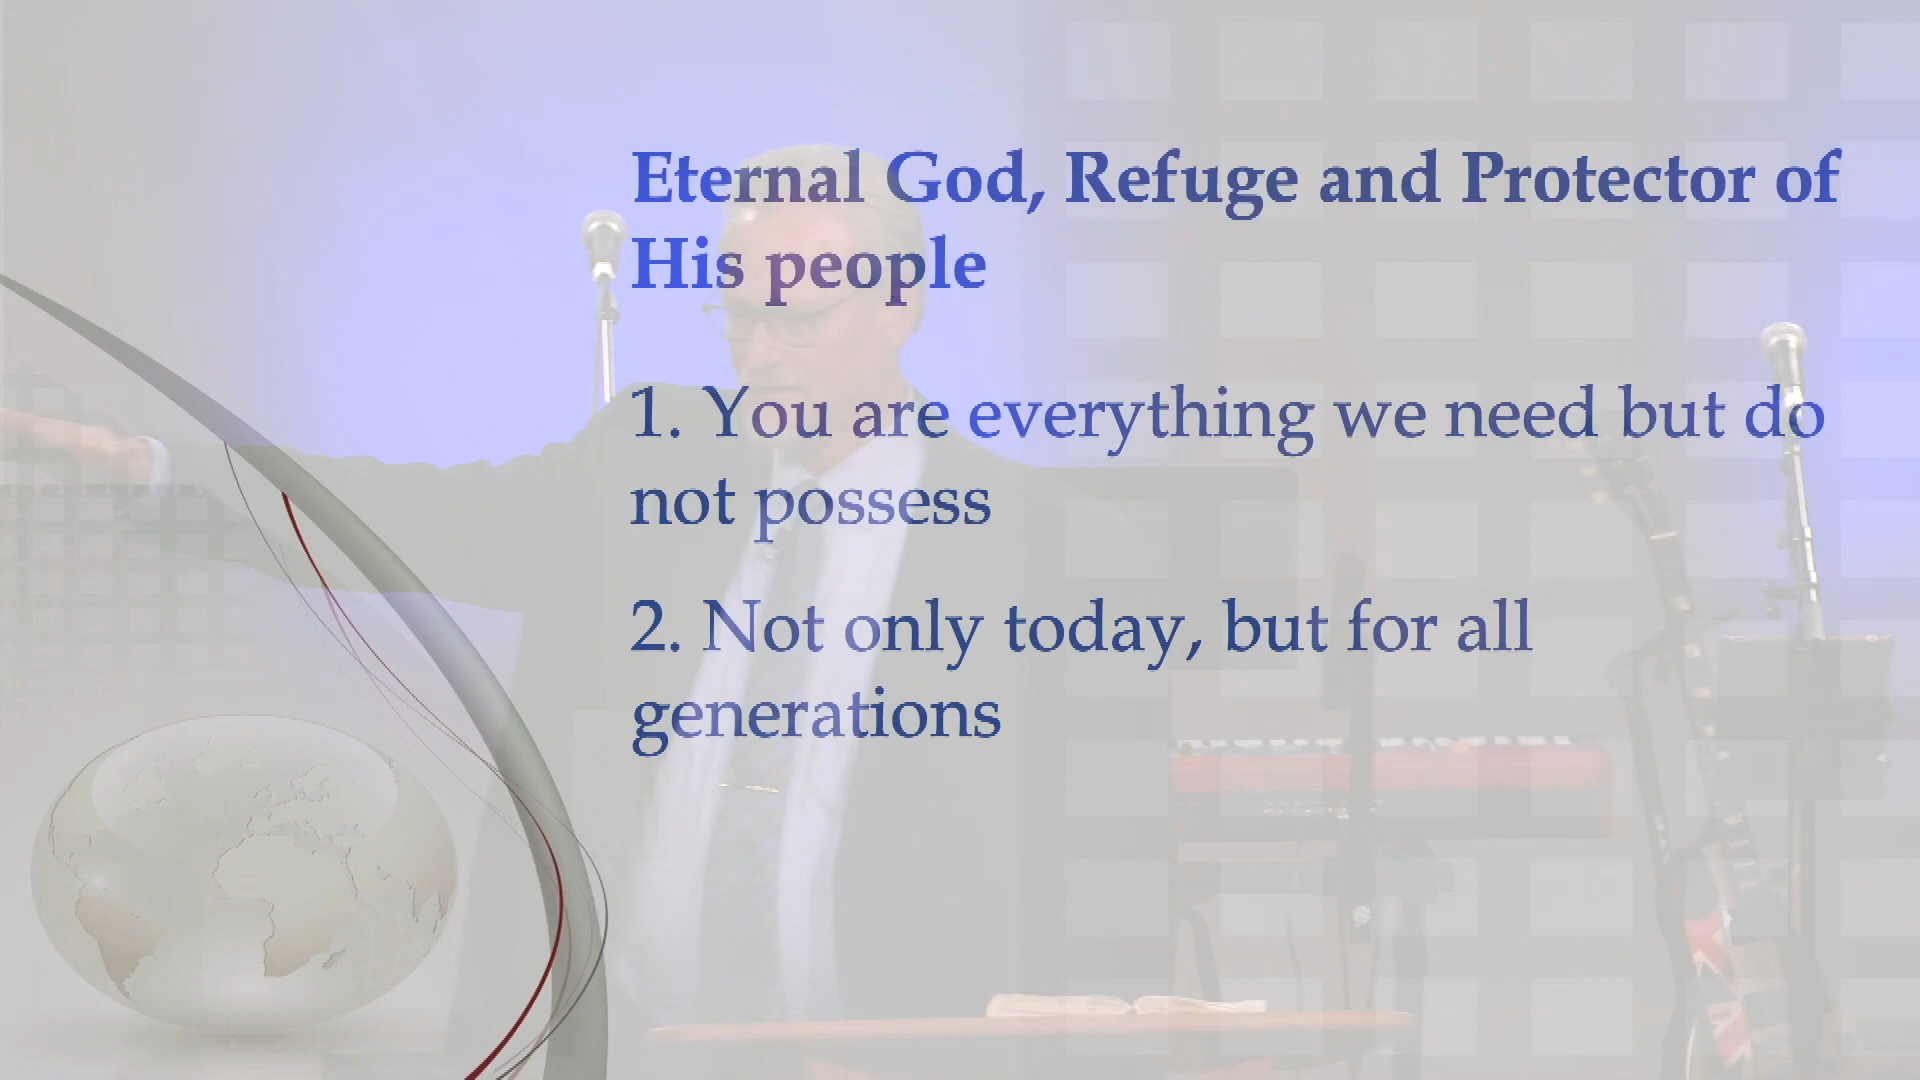 Eternal God, Refuge and Protector of
His people
1. You are everything we need but do
not possess
2. Not only today, but for all
generations